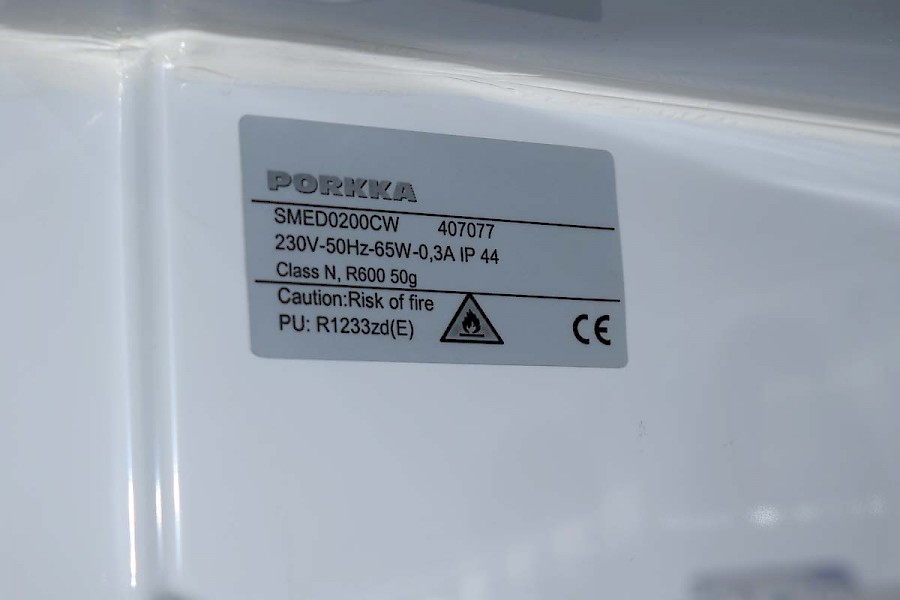 PORKKA
SMED0200CW 407077
230V-50Hz-65W-0,3A IP 44
Class N, R600 50g
Caution:Risk of fire
PU: R1233zd(E)
CE